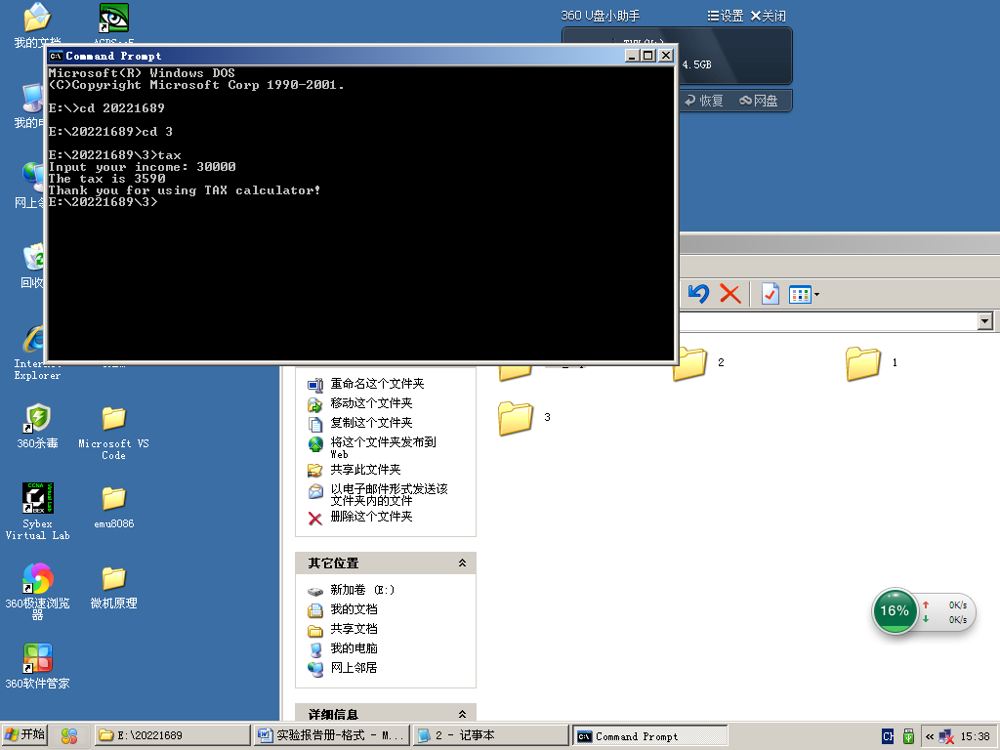 360 U盘小助手
设置 关闭
4.5GB
恢复 网盘
我的文档
网上邻
回收
Internet
Explorer
360杀毒
Microsoft VS
Code
Sybex
Virtual Lab
emu8086
360极速浏览
器
微机原理
360软件管家
Command Prompt
Microsoft(R) Windows DOS
(C)Copyright Microsoft Corp 1990-2001.
E:\>cd 20221689
E:\20221689>cd 3
E:\20221689\3>tax
Input your income: 30000
The tax is 3590
Thank you for using TAX calculator!
E:\20221689\3>
重命名这个文件夹
移动这个文件夹
复制这个文件夹
将这个文件夹发布到
Web
共享此文件夹
以电子邮件形式发送该
文件夹内的文件
删除这个文件夹
其它位置
新加卷 (E:)
我的文档
共享文档
我的电脑
网上邻居
详细信息
2
1
3
16%
0K/s
0K/s
开始
E:\20221689
实验报告册-格式 - M...
2 - 记事本
Command Prompt
CH
«
15:38